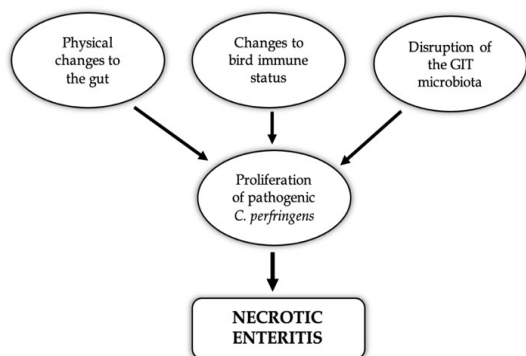 Physical
changes to
the gut
Changes to
bird immune
status
Disruption of
the GIT
microbiota
Proliferation
of pathogenic
C. perfringens
NECROTIC
ENTERITIS